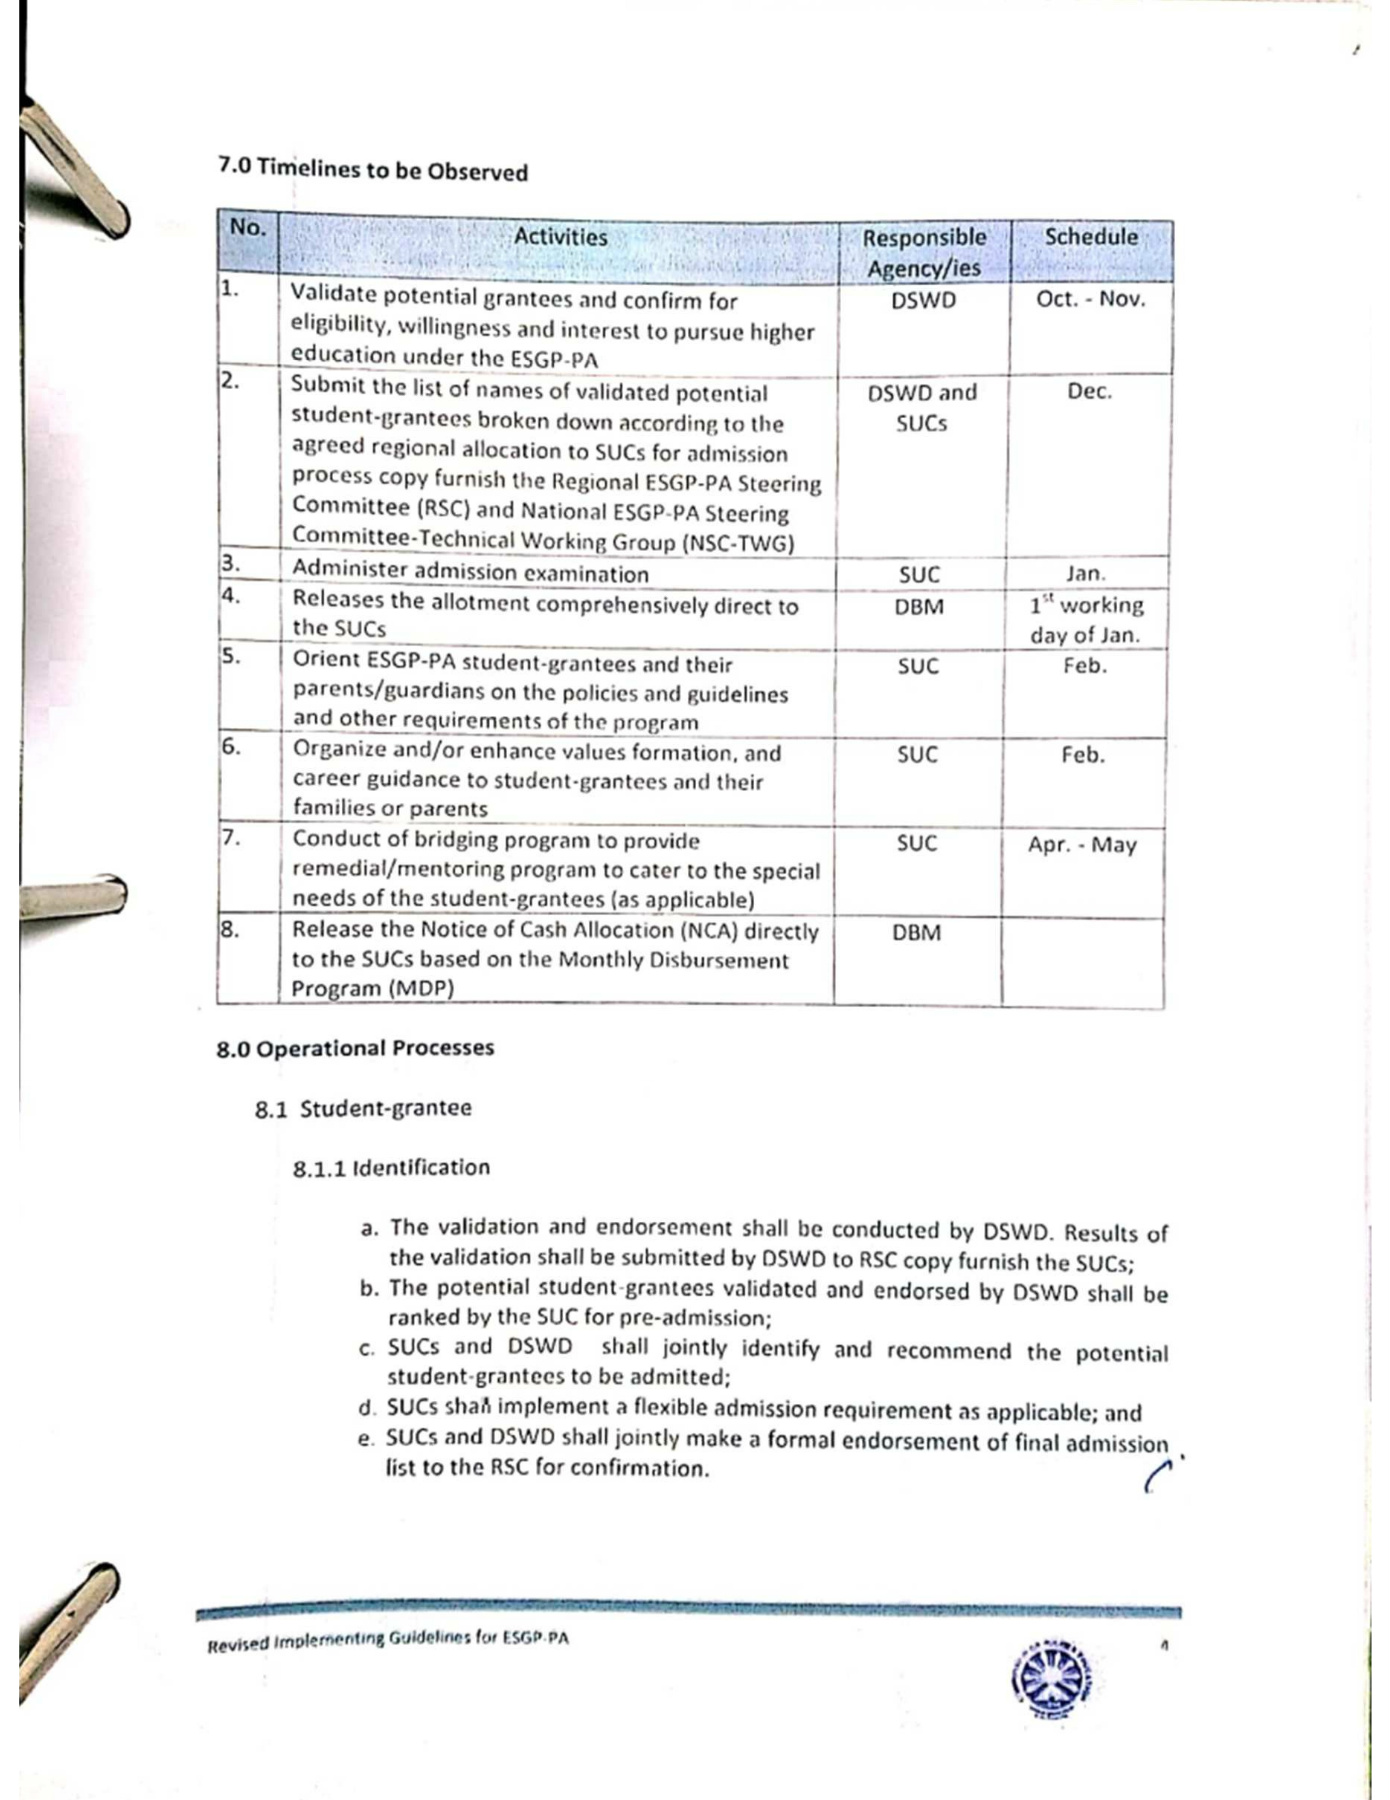 7.0 Timelines to be Observed
No. Activities Responsible Schedule
Agency/ies
1. Validate potential grantees and confirm for DSWD Oct. - Nov.
eligibility, willingness and interest to pursue higher
education under the ESGP-PA
2. Submit the list of names of validated potential DSWD and Dec.
student-grantees broken down according to the SUCs
agreed regional allocation to SUCs for admission
process copy furnish the Regional ESGP-PA Steering
Committee (RSC) and National ESGP-PA Steering
Committee-Technical Working Group (NSC-TWG)
3. Administer admission examination SUC Jan.
4. Releases the allotment comprehensively direct to DBM 1st working
the SUCs day of Jan.
5. Orient ESGP-PA student-grantees and their SUC Feb.
parents/guardians on the policies and guidelines
and other requirements of the program
6. Organize and/or enhance values formation, and SUC Feb.
career guidance to student-grantees and their
families or parents
7. Conduct of bridging program to provide SUC Apr. - May
remedial/mentoring program to cater to the special
needs of the student-grantees (as applicable)
8. Release the Notice of Cash Allocation (NCA) directly DBM
to the SUCs based on the Monthly Disbursement
Program (MDP)
8.0 Operational Processes
8.1 Student-grantee
8.1.1 Identification
a. The validation and endorsement shall be conducted by DSWD. Results of
the validation shall be submitted by DSWD to RSC copy furnish the SUCs;
b. The potential student-grantees validated and endorsed by DSWD shall be
ranked by the SUC for pre-admission;
c. SUCs and DSWD shall jointly identify and recommend the potential
student-grantees to be admitted;
d. SUCs shall implement a flexible admission requirement as applicable; and
e. SUCs and DSWD shall jointly make a formal endorsement of final admission
list to the RSC for confirmation.
Revised Implementing Guidelines for ESGP-PA 4